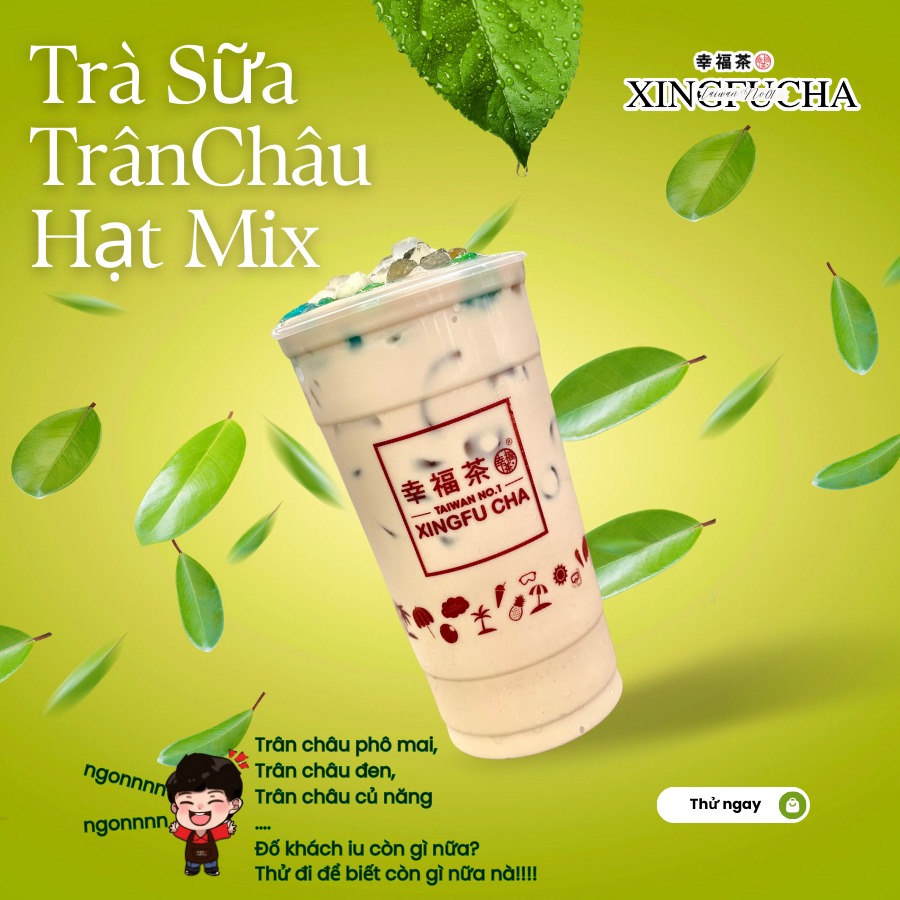 Trà Sữa
TrânChâu
Hạt Mix
幸福茶
XINGFUCHA
Taiwan No1
幸福茶
TAIWAN NO.1
XINGFU CHA
ngonnnn
ngonnnn
Trân châu phô mai,
Trân châu đen,
Trân châu củ năng
....
Đố khách iu còn gì nữa?
Thử đi để biết còn gì nữa nà!!!!
Thử ngay